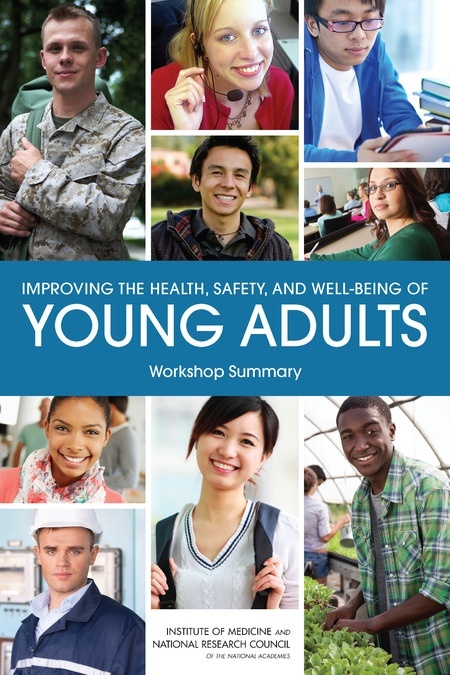 IMPROVING THE HEALTH, SAFETY, AND WELL-BEING OF
YOUNG ADULTS
Workshop Summary
INSTITUTE OF MEDICINE AND
NATIONAL RESEARCH COUNCIL
OF THE NATIONAL ACADEMIES